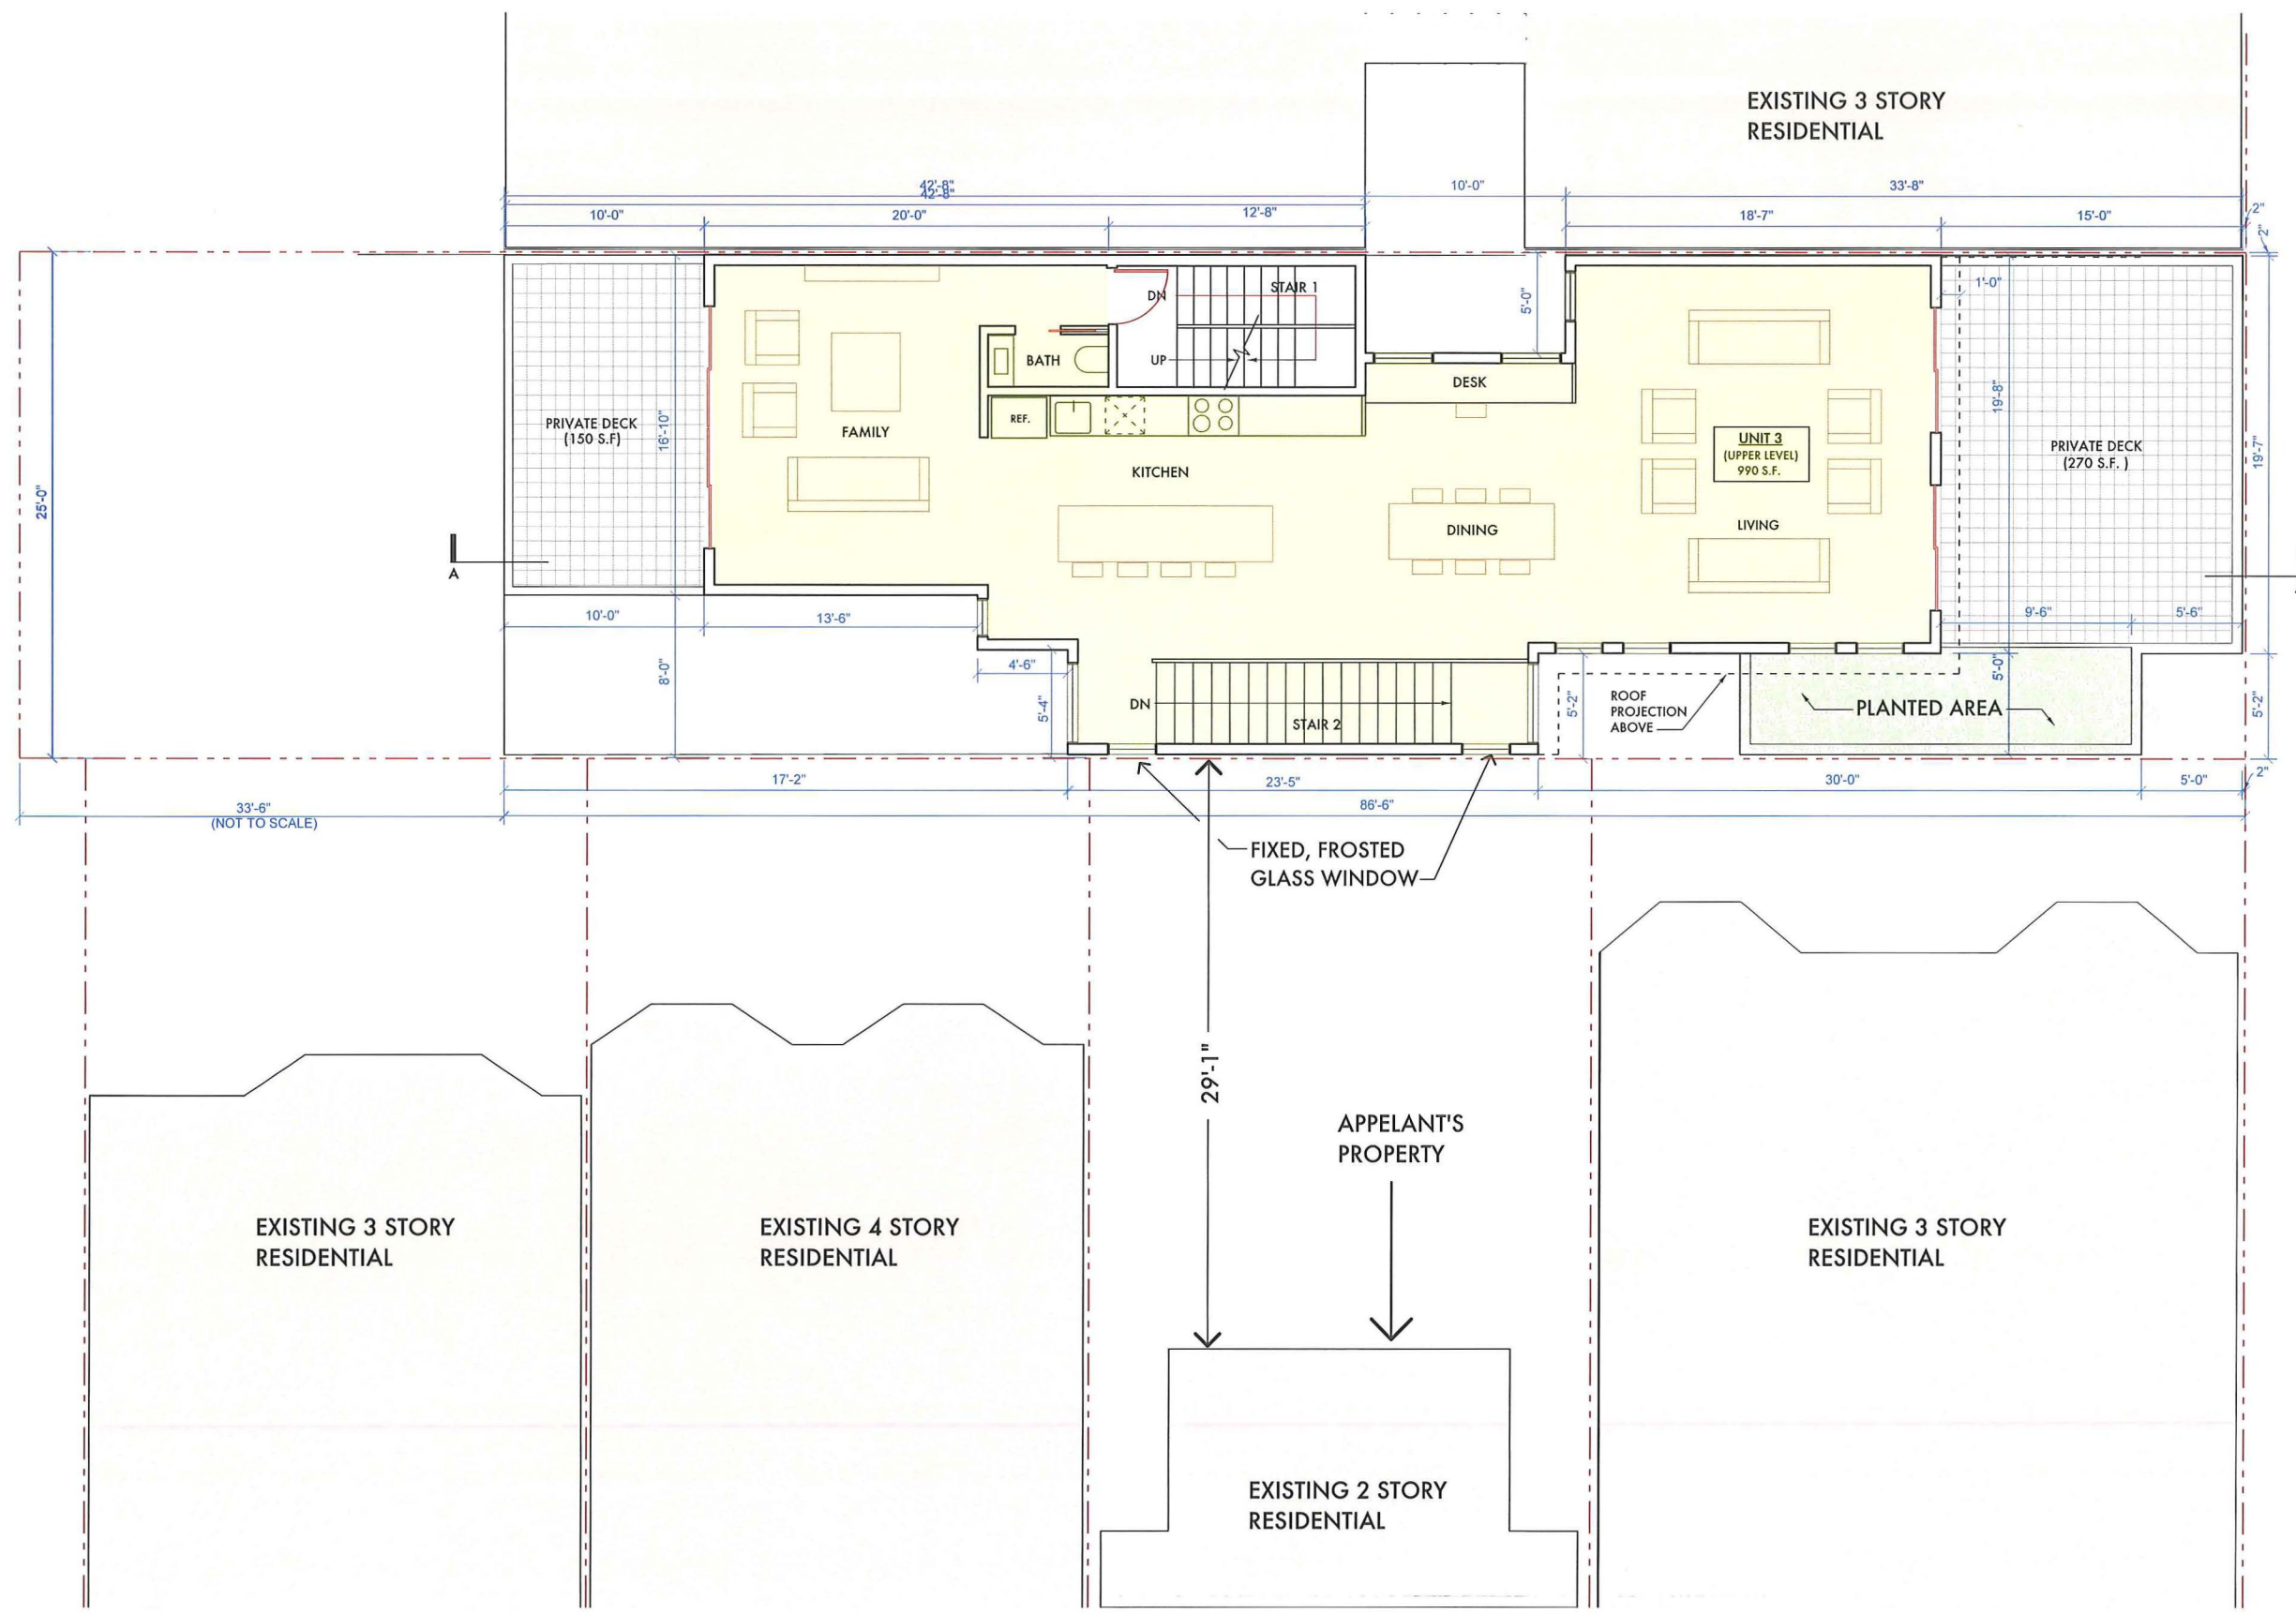 EXISTING 3 STORY
RESIDENTIAL
42'-8"
42'-8"
10'-0"
33'-8"
10'-0"
20'-0"
12'-8"
18'-7"
15'-0"
2"
2"
DN
STAIR 1
5'-0"
1'-0"
UP
BATH
DESK
REF.
PRIVATE DECK
(150 S.F)
16'-10"
FAMILY
19'-8"
UNIT 3
(UPPER LEVEL)
990 S.F.
PRIVATE DECK
(270 S.F. )
19'-7"
KITCHEN
25'-0"
DINING
LIVING
A
10'-0"
13'-6"
9'-6"
5'-6"
8'-0"
4'-6"
5'-4"
DN
STAIR 2
5'-2"
ROOF
PROJECTION
ABOVE
5'-0"
PLANTED AREA
5'-2"
17'-2"
23'-5"
30'-0"
5'-0"
2"
33'-6"
(NOT TO SCALE)
86'-6"
FIXED, FROSTED
GLASS WINDOW
29'-1"
APPELANT'S
PROPERTY
EXISTING 3 STORY
RESIDENTIAL
EXISTING 4 STORY
RESIDENTIAL
EXISTING 3 STORY
RESIDENTIAL
EXISTING 2 STORY
RESIDENTIAL